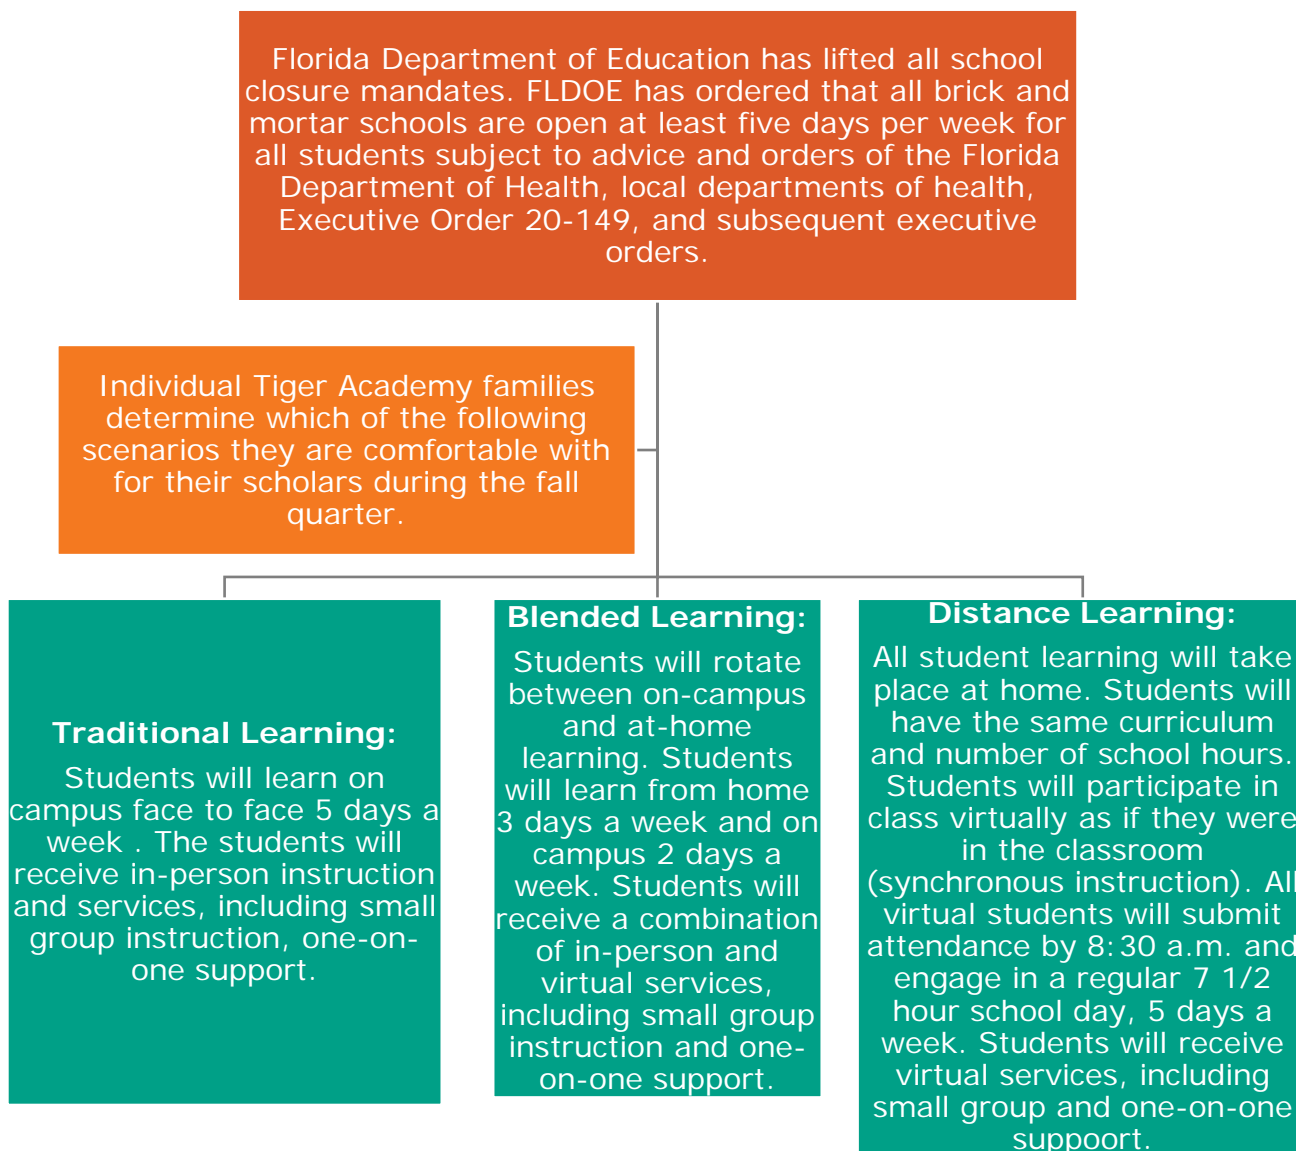 Florida Department of Education has lifted all school
closure mandates. FLDOE has ordered that all brick and
mortar schools are open at least five days per week for
all students subject to advice and orders of the Florida
Department of Health, local departments of health,
Executive Order 20-149, and subsequent executive
orders.
Individual Tiger Academy families
determine which of the following
scenarios they are comfortable with
for their scholars during the fall
quarter.
Traditional Learning:
Students will learn on
campus face to face 5 days a
week . The students will
receive in-person instruction
and services, including small
group instruction, one-on-
one support.
Blended Learning:
Students will rotate
between on-campus
and at-home
learning. Students
will learn from home
3 days a week and on
campus 2 days a
week. Students will
receive a combination
of in-person and
virtual services,
including small group
instruction and one-
on-one support.
Distance Learning:
All student learning will take
place at home. Students will
have the same curriculum
and number of school hours.
Students will participate in
class virtually as if they were
in the classroom
(synchronous instruction). All
virtual students will submit
attendance by 8:30 a.m. and
engage in a regular 7 1/2
hour school day, 5 days a
week. Students will receive
virtual services, including
small group and one-on-one
suppoort.